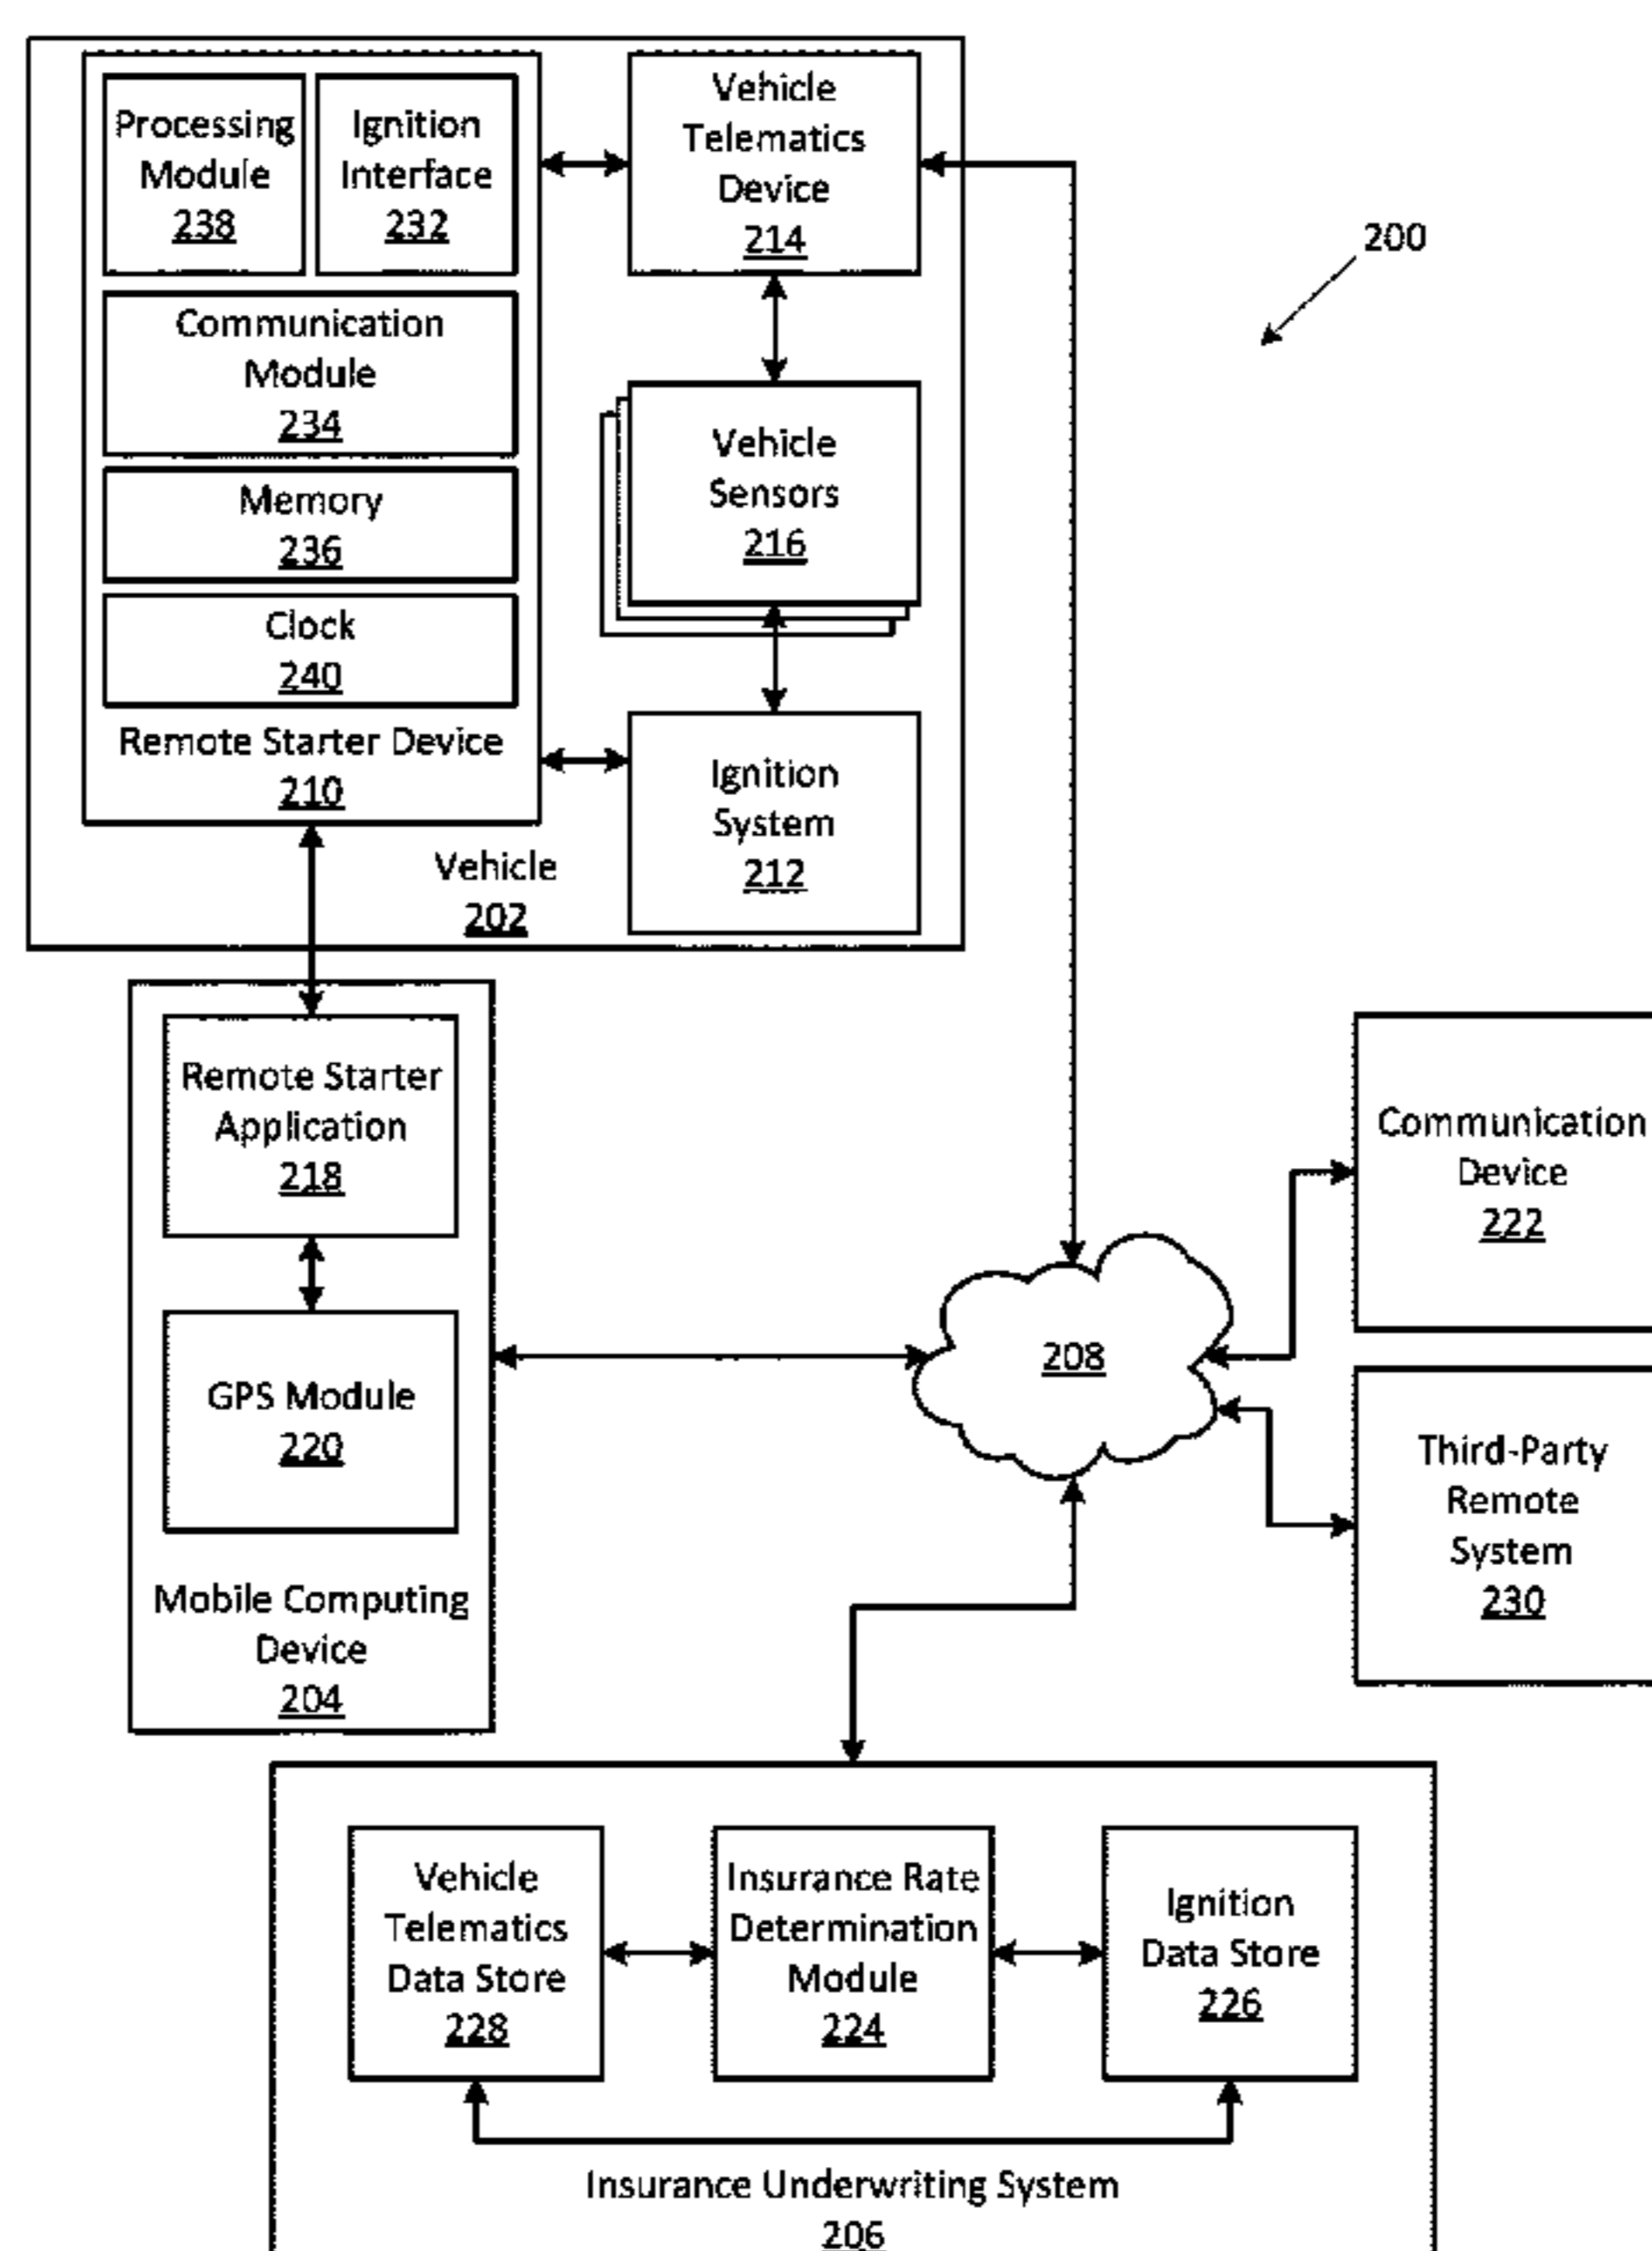 Processing
Module
238
Ignition
Interface
232
Vehicle
Telematics
Device
214
200
Communication
Module
234
Vehicle
Sensors
216
Memory
236
Clock
240
Remote Starter Device
210
Ignition
System
212
Vehicle
202
Remote Starter
Application
218
Communication
Device
222
GPS Module
220
208
Third-Party
Remote
System
230
Mobile Computing
Device
204
Vehicle
Telematics
Data Store
228
Insurance Rate
Determination
Module
224
Ignition
Data Store
226
Insurance Underwriting System
206